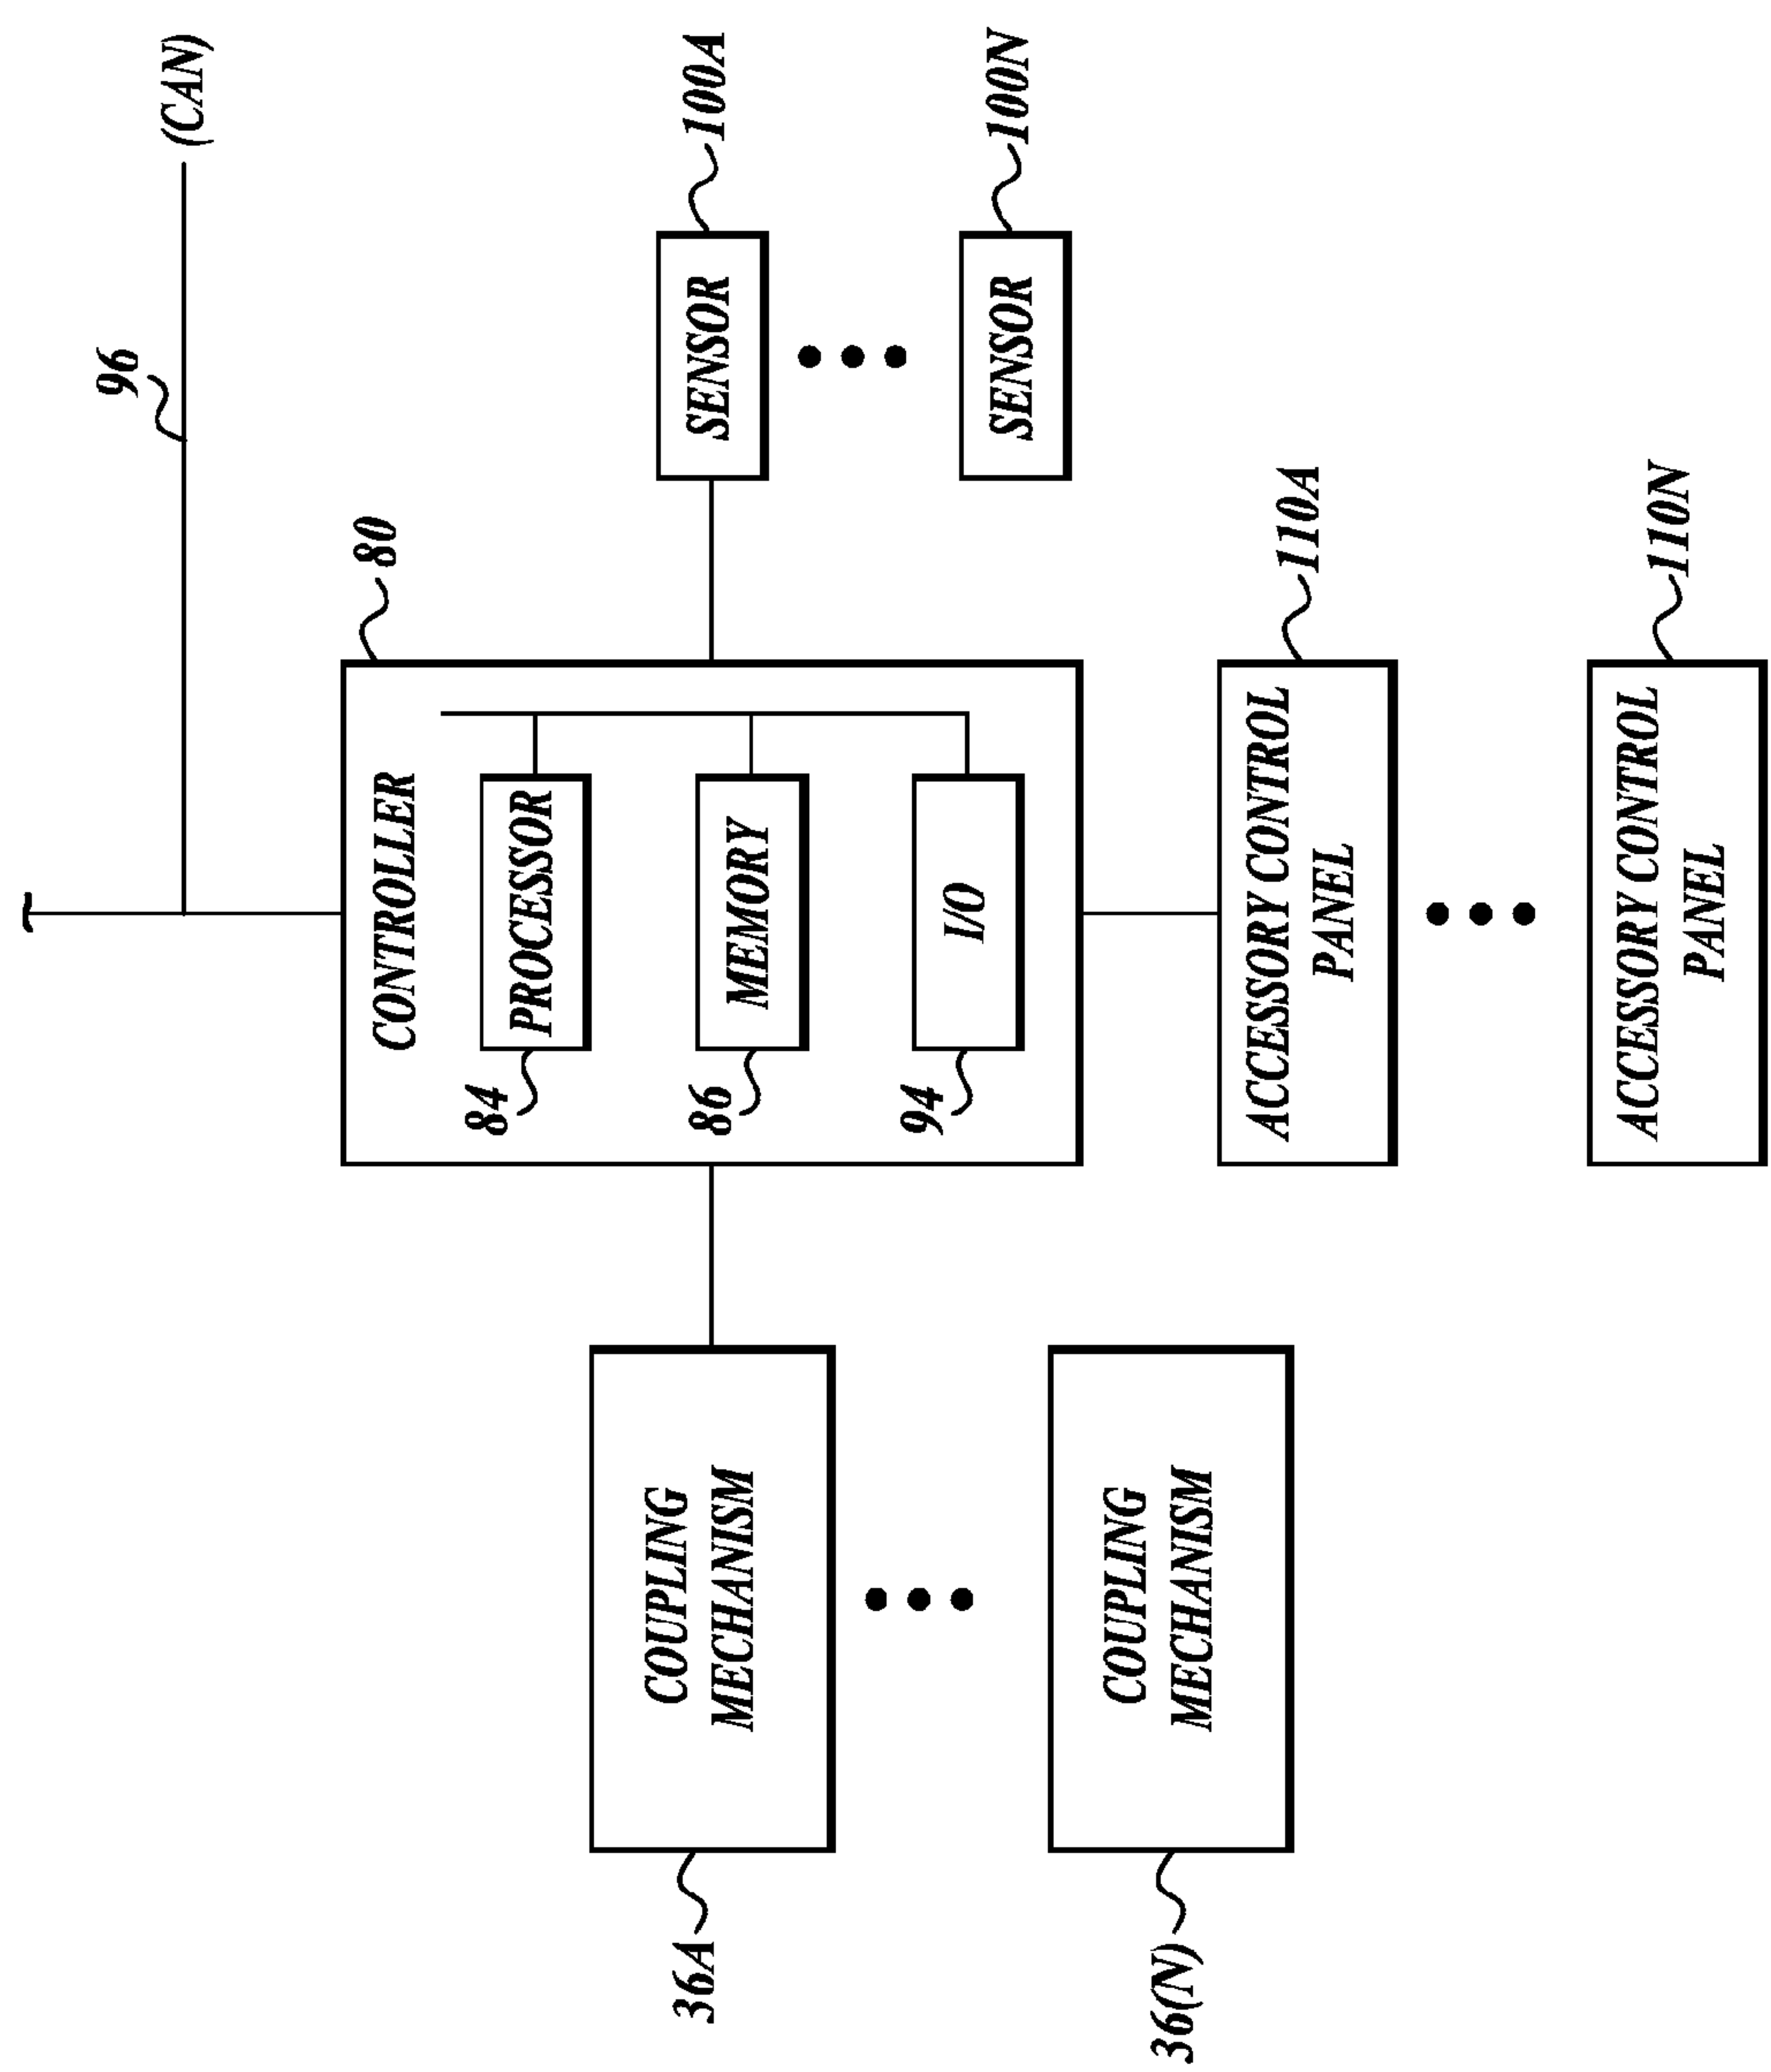 96
(CAN)
80
CONTROLLER
PROCESSOR
84
MEMORY
86
I/O
94
SENSOR
100A
SENSOR
100N
COUPLING
MECHANISM
36A
COUPLING
MECHANISM
36(N)
ACCESSORY CONTROL
PANEL
110A
ACCESSORY CONTROL
PANEL
110N